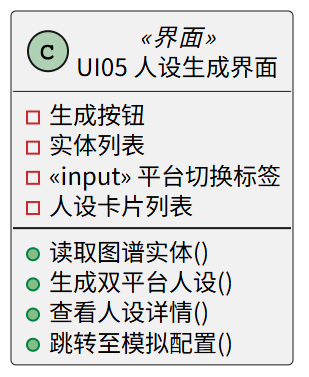 C
«界面»
UI05 人设生成界面
生成按钮
实体列表
«input» 平台切换标签
人设卡片列表
读取图谱实体()
生成双平台人设()
查看人设详情()
跳转至模拟配置()